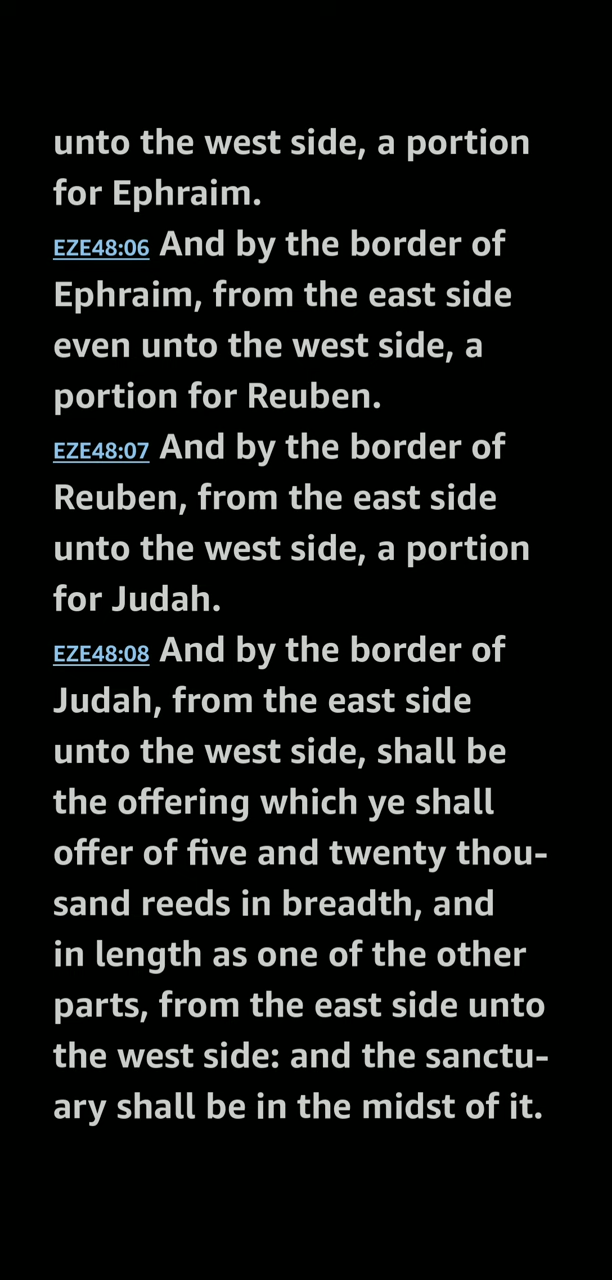 unto the west side, a portion
for Ephraim.
EZE48:06 And by the border of
Ephraim, from the east side
even unto the west side, a
portion for Reuben.
EZE48:07 And by the border of
Reuben, from the east side
unto the west side, a portion
for Judah.
EZE48:08 And by the border of
Judah, from the east side
unto the west side, shall be
the offering which ye shall
offer of five and twenty thou-
sand reeds in breadth, and
in length as one of the other
parts, from the east side unto
the west side: and the sanctu-
ary shall be in the midst of it.